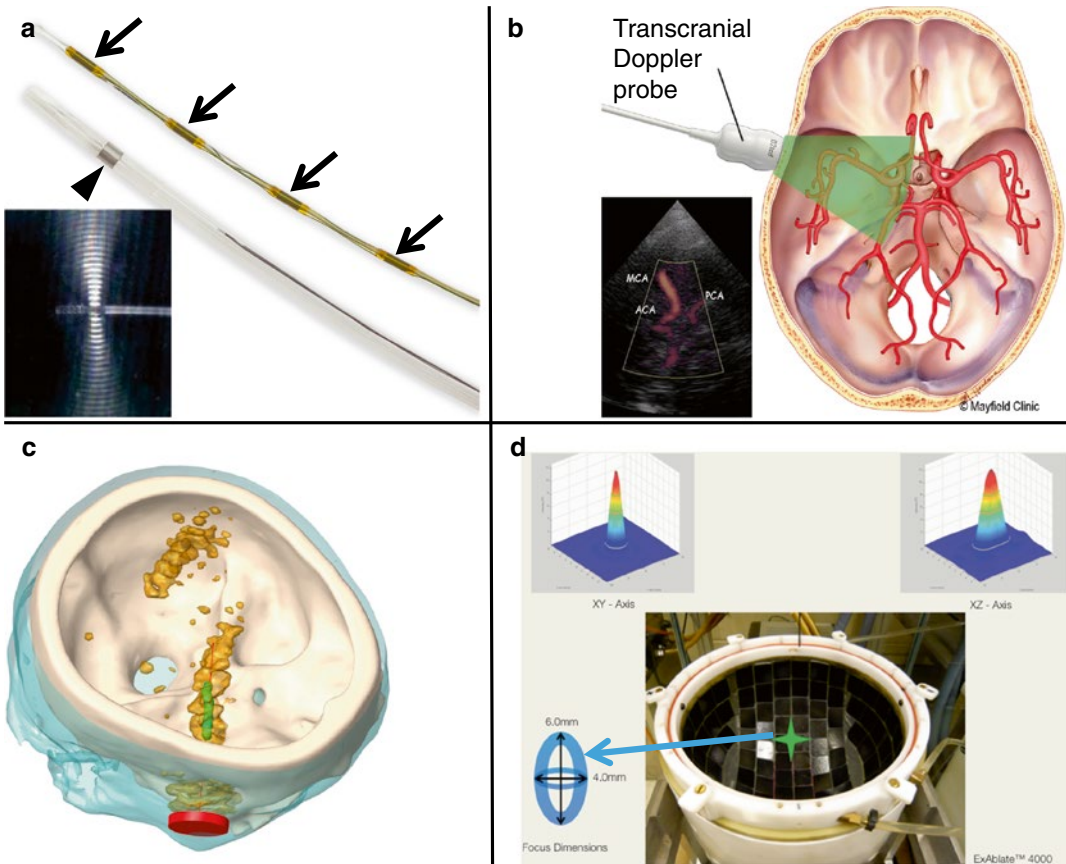 a
b
Transcranial
Doppler
probe
MCA
ACA
PCA
© Mayfield Clinic
c
d
XY - Axis
XZ - Axis
6.0mm
4.0mm
Focus Dimensions
ExAblate™ 4000